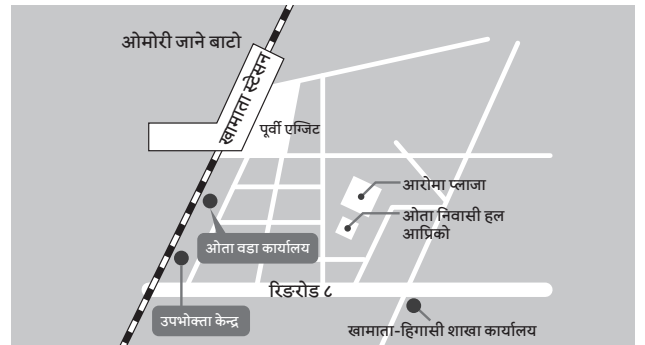 ओमोरी जाने बाटो
खामाता स्टेसन
पूर्वी एग्जिट
आरोमा प्लाजा
ओता निवासी हल
आप्रिको
ओता वडा कार्यालय
रिङरोड ८
उपभोक्ता केन्द्र
खामाता-हिगासी शाखा कार्यालय